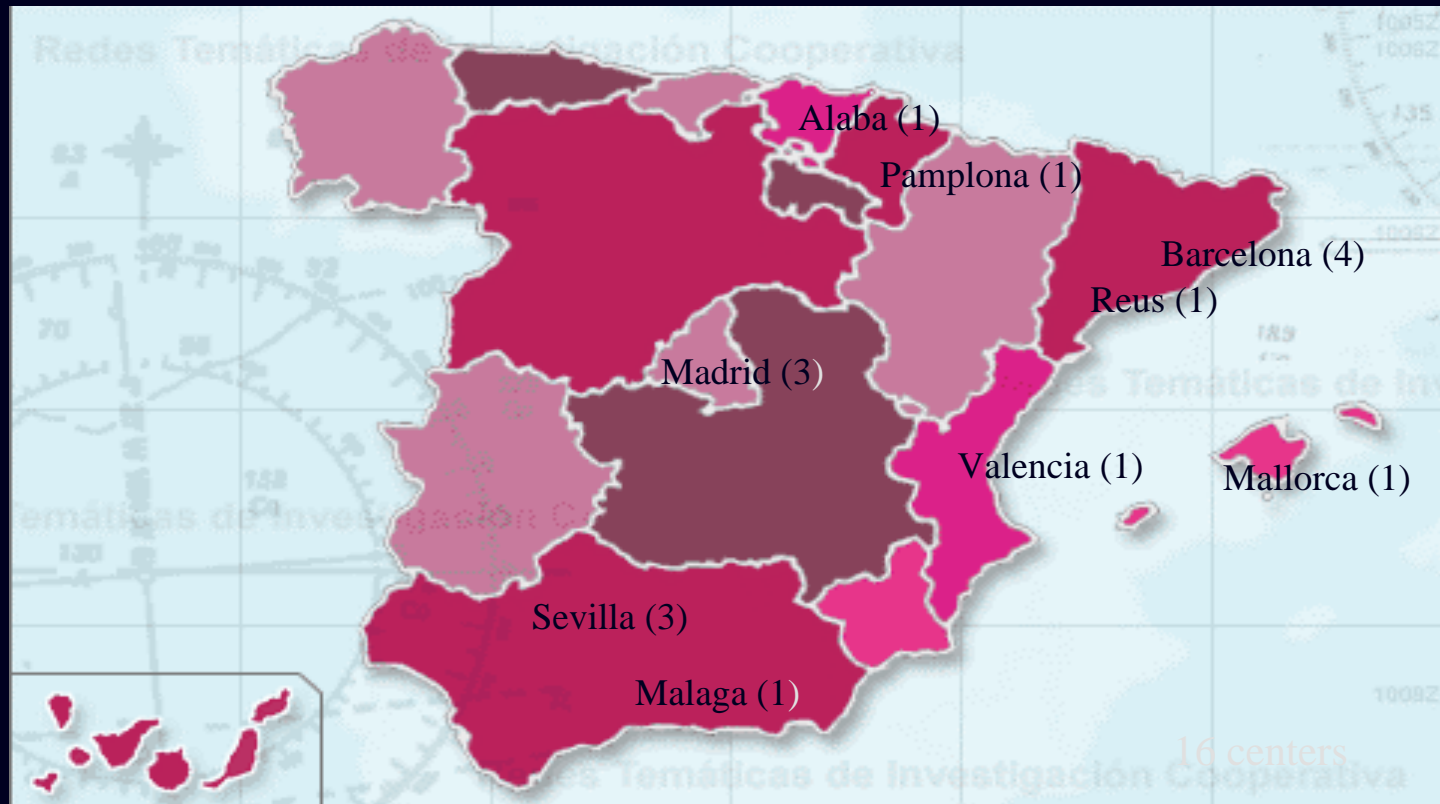 Redes Temáticas de Investigación Cooperativa
Alaba (1)
Pamplona (1)
Barcelona (4)
Reus (1)
Madrid (3)
Valencia (1)
Mallorca (1)
Sevilla (3)
Malaga (1)
16 centers
Redes Temáticas de Investigación Cooperativa